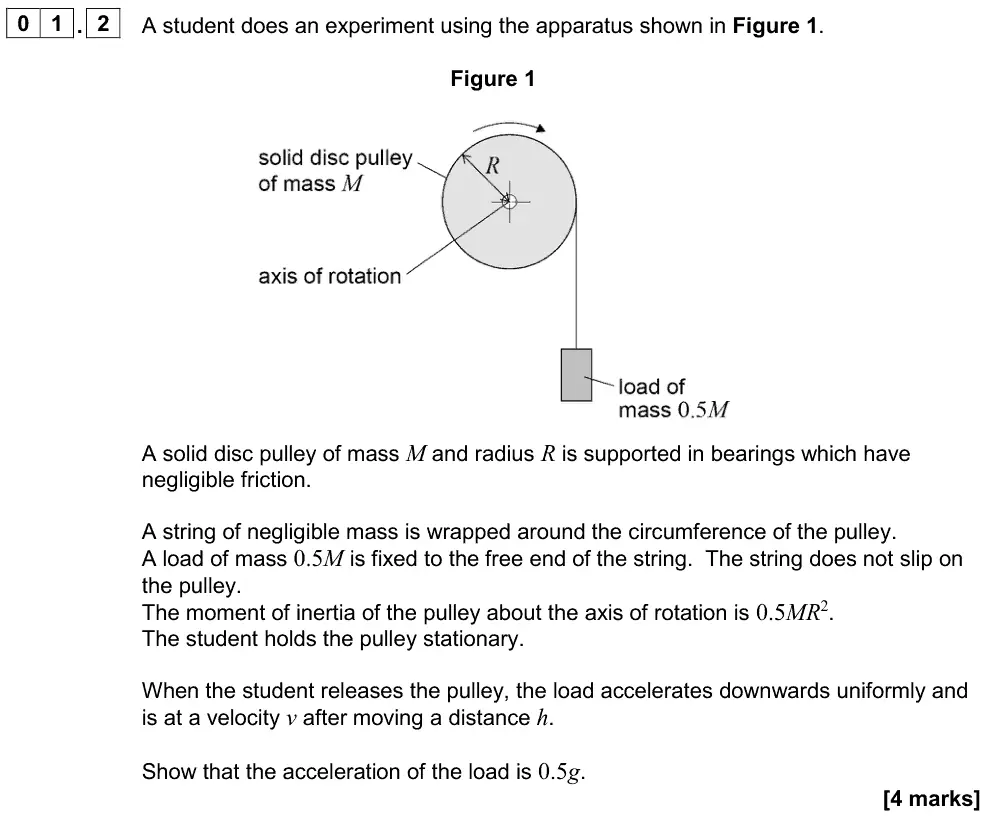 0 1 . 2 A student does an experiment using the apparatus shown in Figure 1.
Figure 1
solid disc pulley
of mass M
R
axis of rotation
load of
mass 0.5M
A solid disc pulley of mass M and radius R is supported in bearings which have
negligible friction.
A string of negligible mass is wrapped around the circumference of the pulley.
A load of mass 0.5M is fixed to the free end of the string. The string does not slip on
the pulley.
The moment of inertia of the pulley about the axis of rotation is 0.5MR².
The student holds the pulley stationary.
When the student releases the pulley, the load accelerates downwards uniformly and
is at a velocity v after moving a distance h.
Show that the acceleration of the load is 0.5g.
[4 marks]